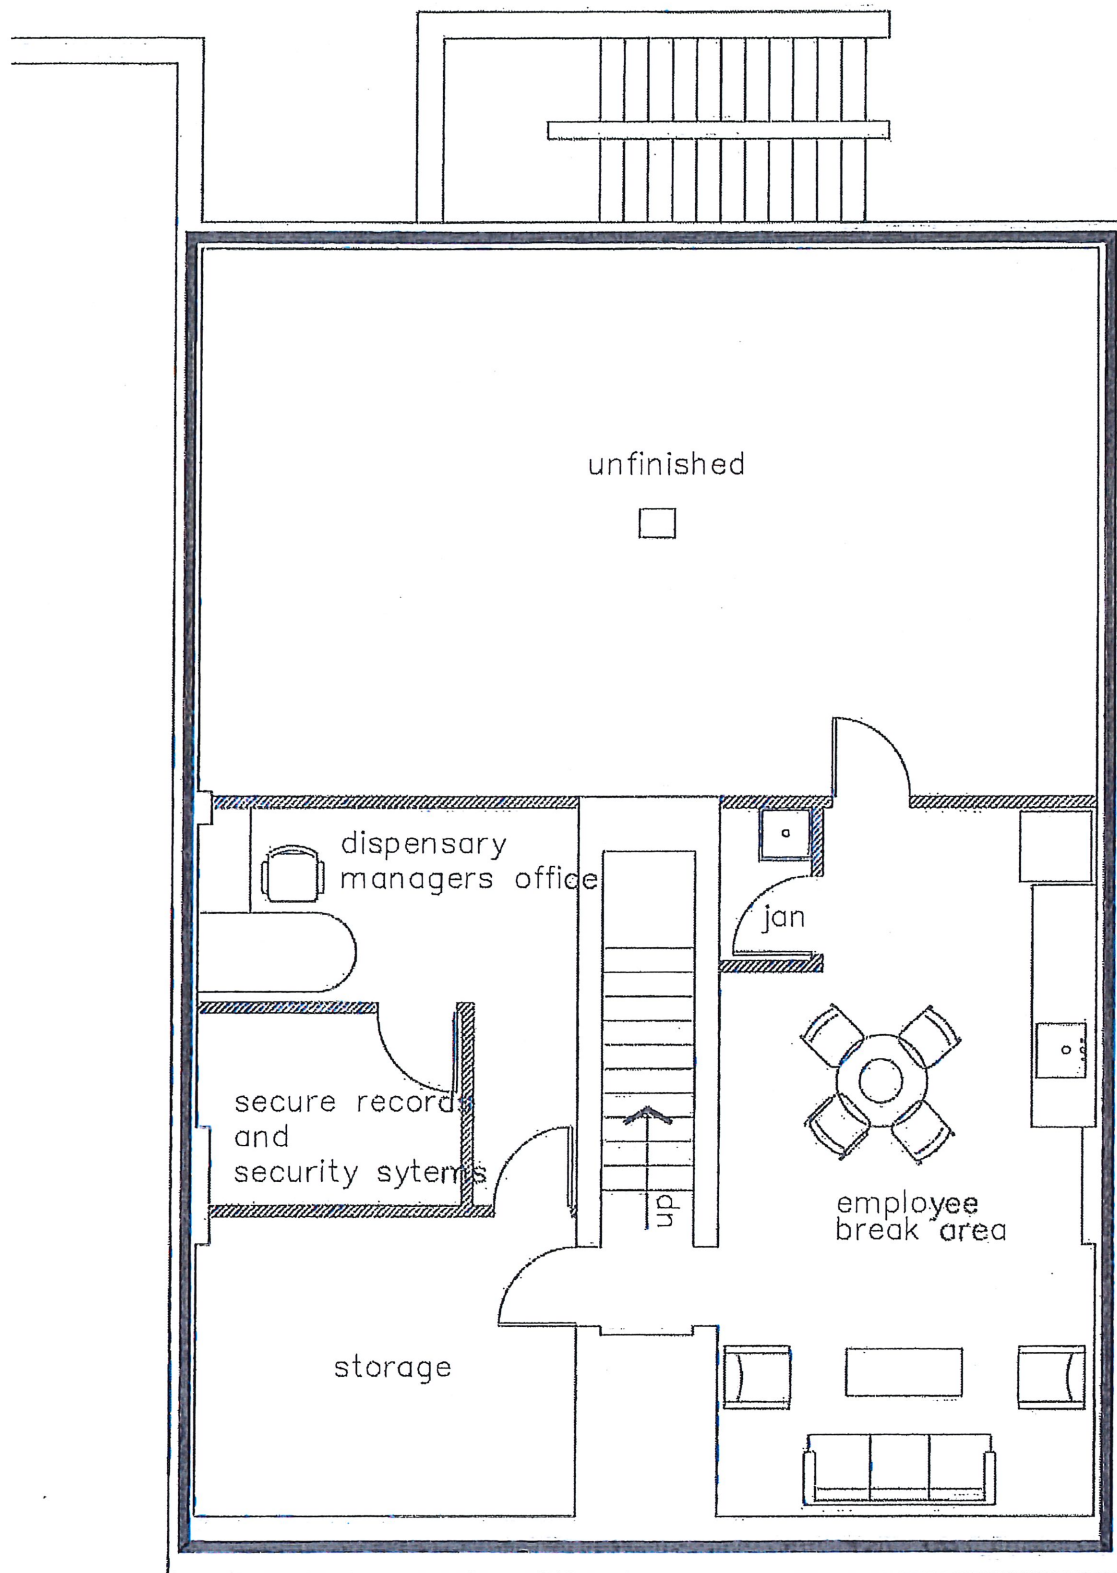 unfinished
dispensary
managers office
jan
secure records
and
security sytems
dn
employee
break area
storage